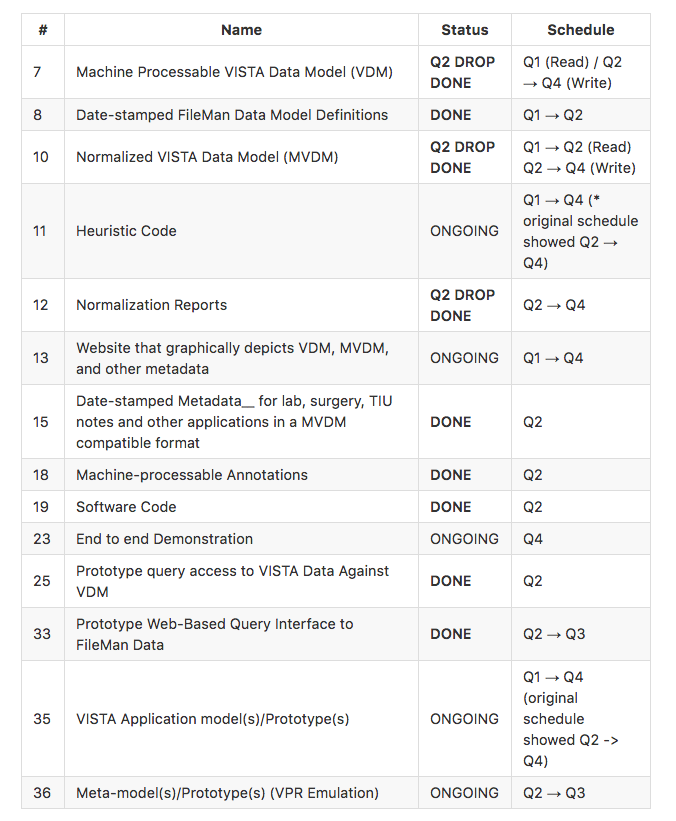 # Name Status Schedule
7 Machine Processable VISTA Data Model (VDM) Q2 DROP DONE Q1 (Read) / Q2 → Q4 (Write)
8 Date-stamped FileMan Data Model Definitions DONE Q1 → Q2
10 Normalized VISTA Data Model (MVDM) Q2 DROP DONE Q1 → Q2 (Read) Q2 → Q4 (Write)
11 Heuristic Code ONGOING Q1 → Q4 (* original schedule showed Q2 → Q4)
12 Normalization Reports Q2 DROP DONE Q2 → Q4
13 Website that graphically depicts VDM, MVDM, and other metadata ONGOING Q1 → Q4
15 Date-stamped Metadata__ for lab, surgery, TIU notes and other applications in a MVDM compatible format DONE Q2
18 Machine-processable Annotations DONE Q2
19 Software Code DONE Q2
23 End to end Demonstration ONGOING Q4
25 Prototype query access to VISTA Data Against VDM DONE Q2
33 Prototype Web-Based Query Interface to FileMan Data DONE Q2 → Q3
35 VISTA Application model(s)/Prototype(s) ONGOING Q1 → Q4 (original schedule showed Q2 -> Q4)
36 Meta-model(s)/Prototype(s) (VPR Emulation) ONGOING Q2 → Q3